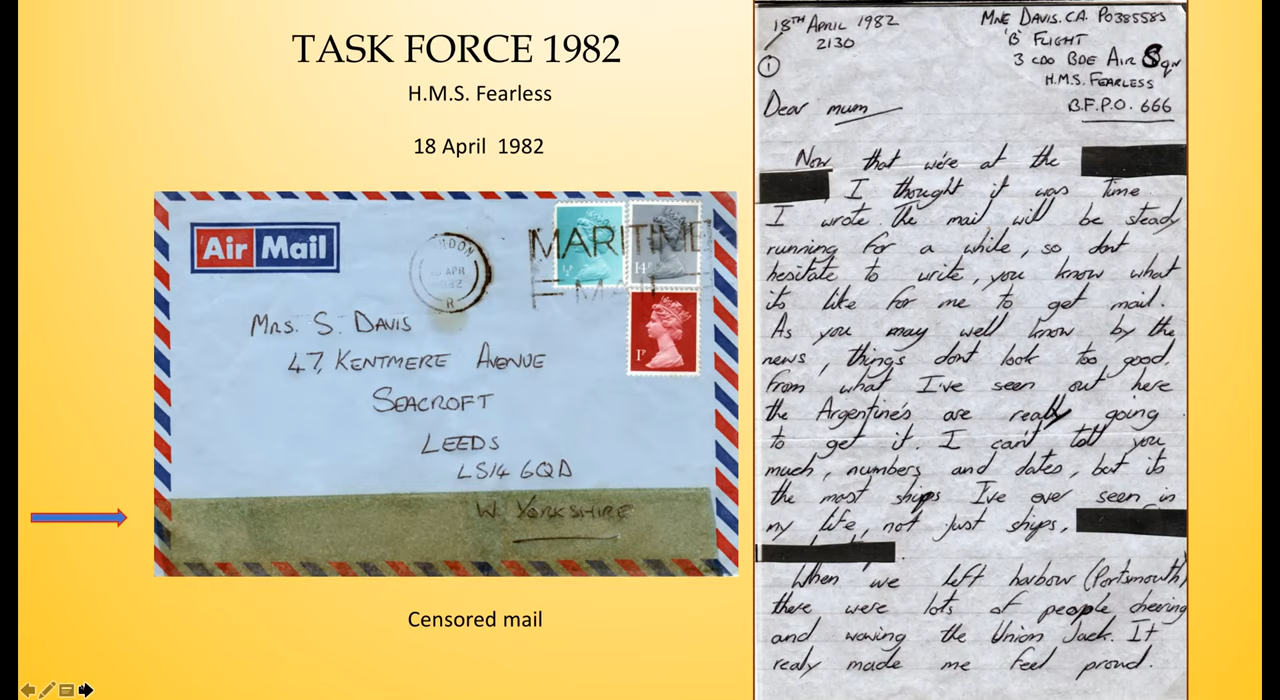 TASK FORCE 1982
H.M.S. Fearless
18 April 1982
Air Mail
LONDON
APR
1982
R
MARITIME
MAIL
½P
14P
1P
MRS. S. DAVIS
47, KENTMERE AVENUE
SEACROFT
LEEDS
LS14 6QD
W. YORKSHIRE
Censored mail
18TH APRIL 1982
2130
1
MNE DAVIS. C.A. PO38558S
'B' FLIGHT
3 CDO BDE AIR Sqn
H.M.S. FEARLESS
B.F.P.O. 666
Dear mum
Now that we're at the
I thought it was time
I wrote. The mail will be steady
running for a while, so dont
hesitate to write, you know what
its like for me to get mail.
As you may well know by the
news, things dont look too good.
From what I've seen out here
the Argentine's are really going
to get it. I can't tell you
much, numbers and dates, but its
the most ships I've ever seen in
my life, not just ships,
.
When we left harbour (Portsmouth)
there were lots of people cheering
and waving the Union Jack. It
realy made me feel proud.